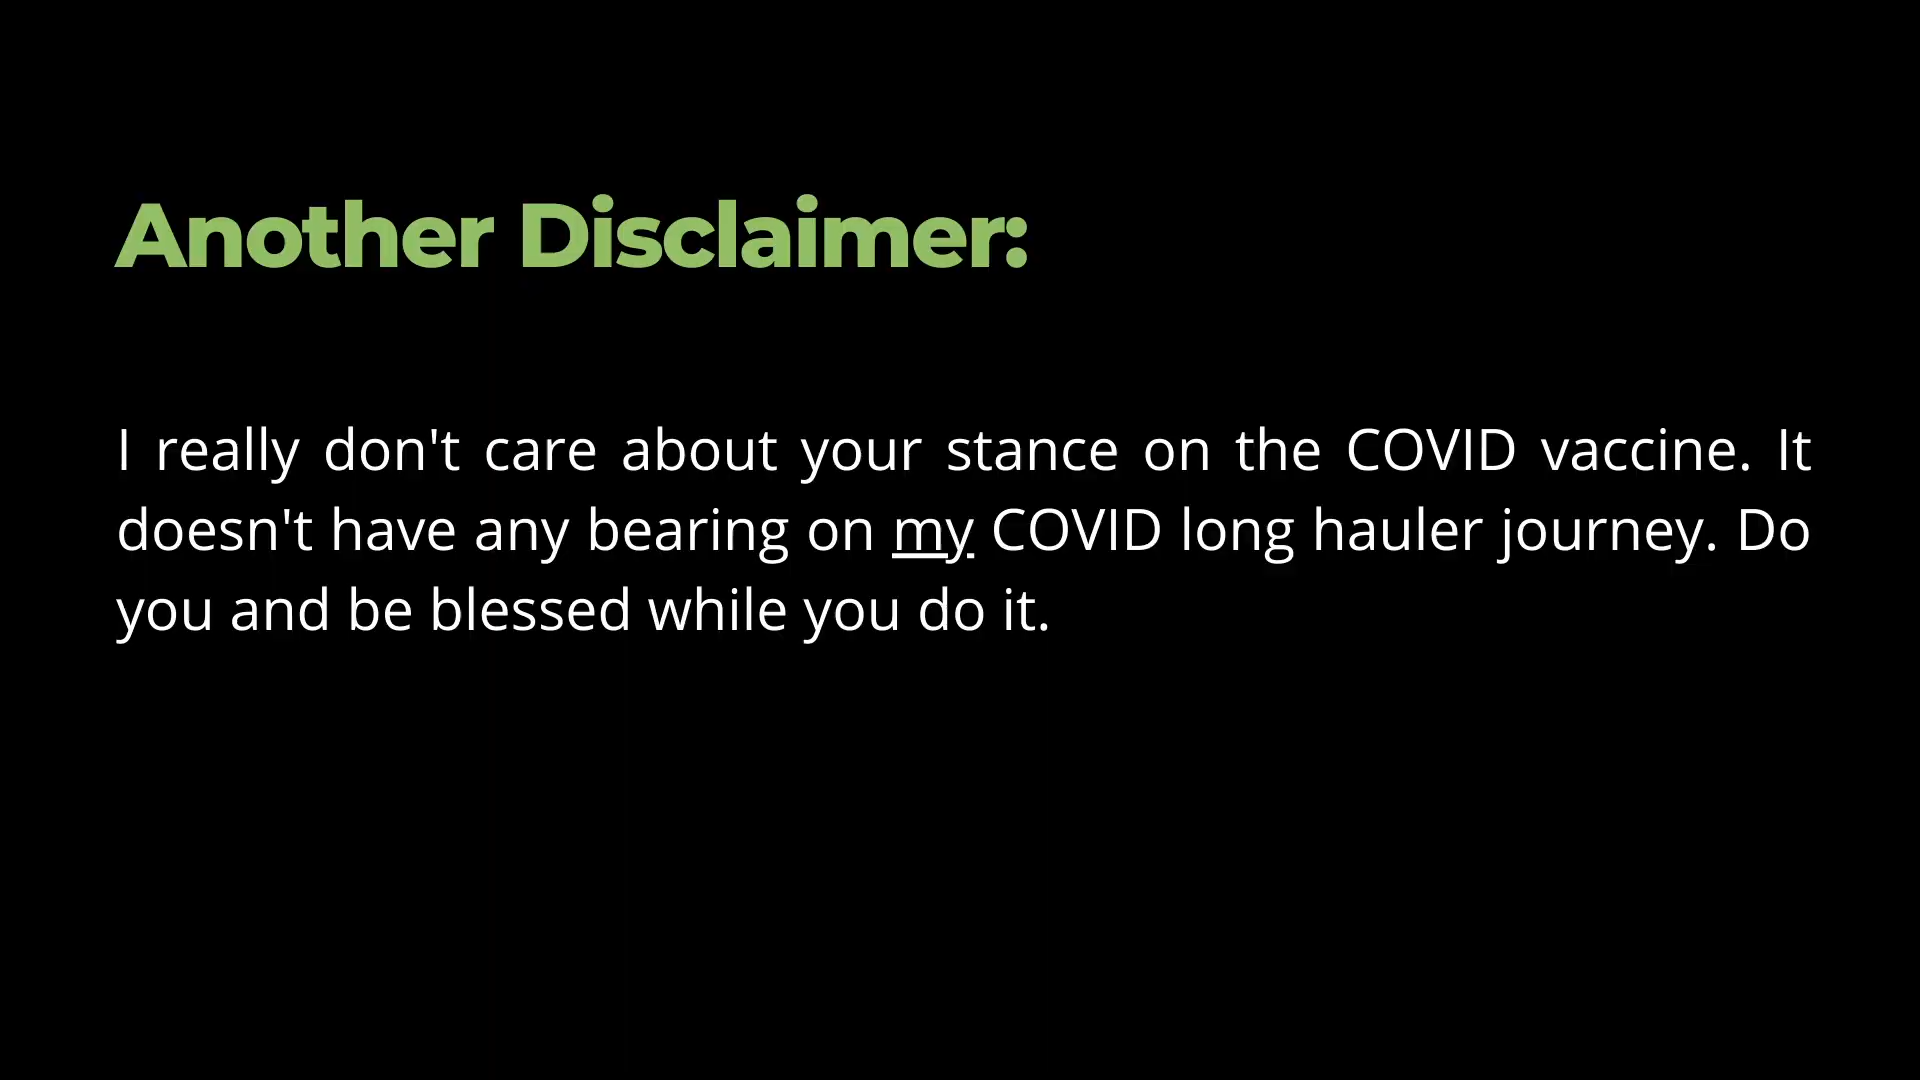 Another Disclaimer:
I really don't care about your stance on the COVID vaccine. It
doesn't have any bearing on my COVID long hauler journey. Do
you and be blessed while you do it.